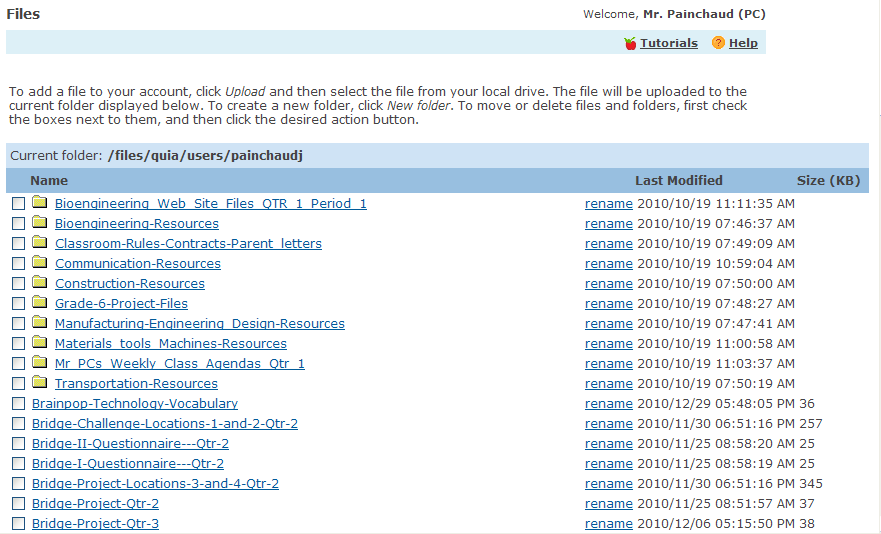 Files
Welcome, Mr. Painchaud (PC)
Tutorials Help
To add a file to your account, click Upload and then select the file from your local drive. The file will be uploaded to the
current folder displayed below. To create a new folder, click New folder. To move or delete files and folders, first check
the boxes next to them, and then click the desired action button.
Current folder: /files/quia/users/painchaudj
Name Last Modified Size (KB)
Bioengineering_Web_Site_Files_QTR_1_Period_1 rename 2010/10/19 11:11:35 AM
Bioengineering-Resources rename 2010/10/19 07:46:37 AM
Classroom-Rules-Contracts-Parent_letters rename 2010/10/19 07:49:09 AM
Communication-Resources rename 2010/10/19 10:59:04 AM
Construction-Resources rename 2010/10/19 07:50:00 AM
Grade-6-Project-Files rename 2010/10/19 07:48:27 AM
Manufacturing-Engineering_Design-Resources rename 2010/10/19 07:47:41 AM
Materials_tools_Machines-Resources rename 2010/10/19 11:00:58 AM
Mr_PCs_Weekly_Class_Agendas_Qtr_1 rename 2010/10/19 11:03:37 AM
Transportation-Resources rename 2010/10/19 07:50:19 AM
Brainpop-Technology-Vocabulary rename 2010/12/29 05:48:05 PM 36
Bridge-Challenge-Locations-1-and-2-Qtr-2 rename 2010/11/30 06:51:16 PM 257
Bridge-II-Questionnaire---Qtr-2 rename 2010/11/25 08:58:20 AM 25
Bridge-I-Questionnaire---Qtr-2 rename 2010/11/25 08:58:19 AM 25
Bridge-Project-Locations-3-and-4-Qtr-2 rename 2010/11/30 06:51:16 PM 345
Bridge-Project-Qtr-2 rename 2010/11/25 08:51:57 AM 37
Bridge-Project-Qtr-3 rename 2010/12/06 05:15:50 PM 38